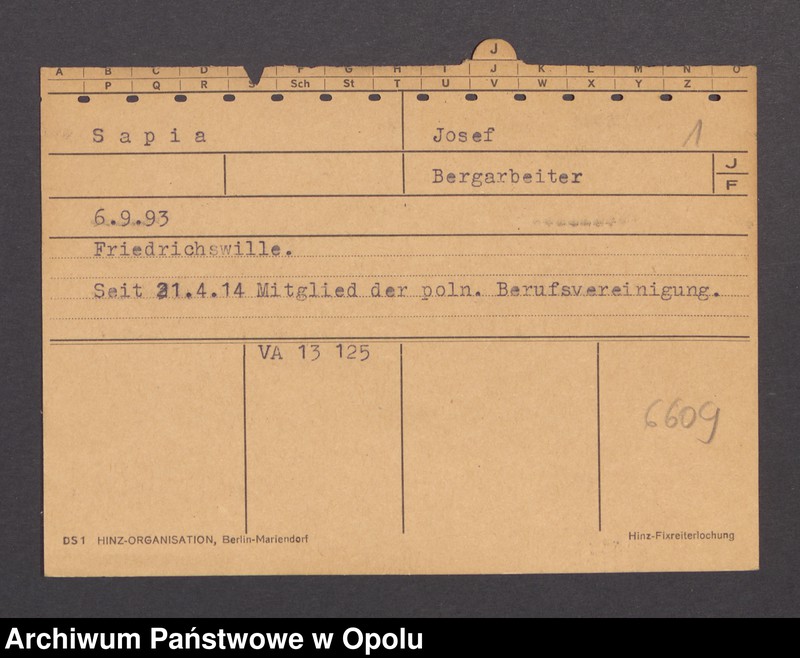 J
A B C D F G H I J K L M N O
P Q R S Sch St T U V W X Y Z
Sapia Josef 1
Bergarbeiter J
F
6.9.93
Friedrichswille.
Seit 21.4.14 Mitglied der poln. Berufsvereinigung.
VA 13 125
6609
DS1 HINZ-ORGANISATION, Berlin-Mariendorf Hinz-Fixreiterlochung
Archiwum Państwowe w Opolu